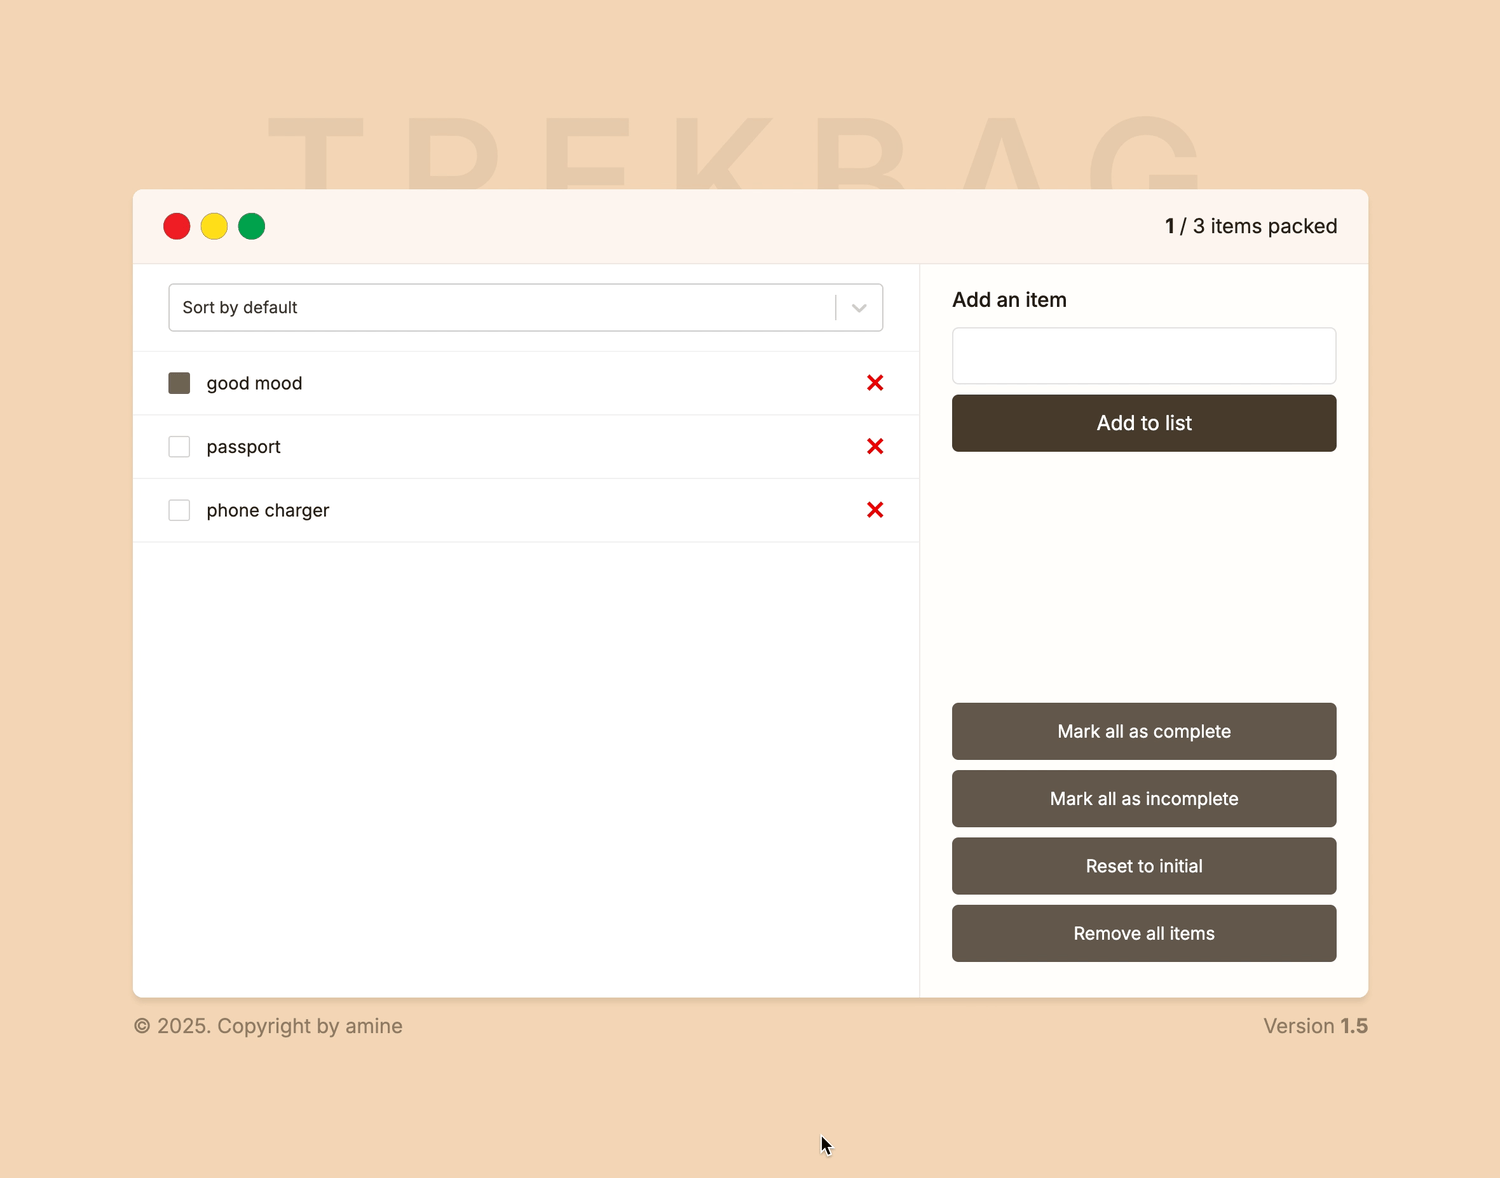 TREKBAG
1 / 3 items packed
Sort by default
good mood
passport
phone charger
Add an item
Add to list
Mark all as complete
Mark all as incomplete
Reset to initial
Remove all items
© 2025. Copyright by amine
Version 1.5